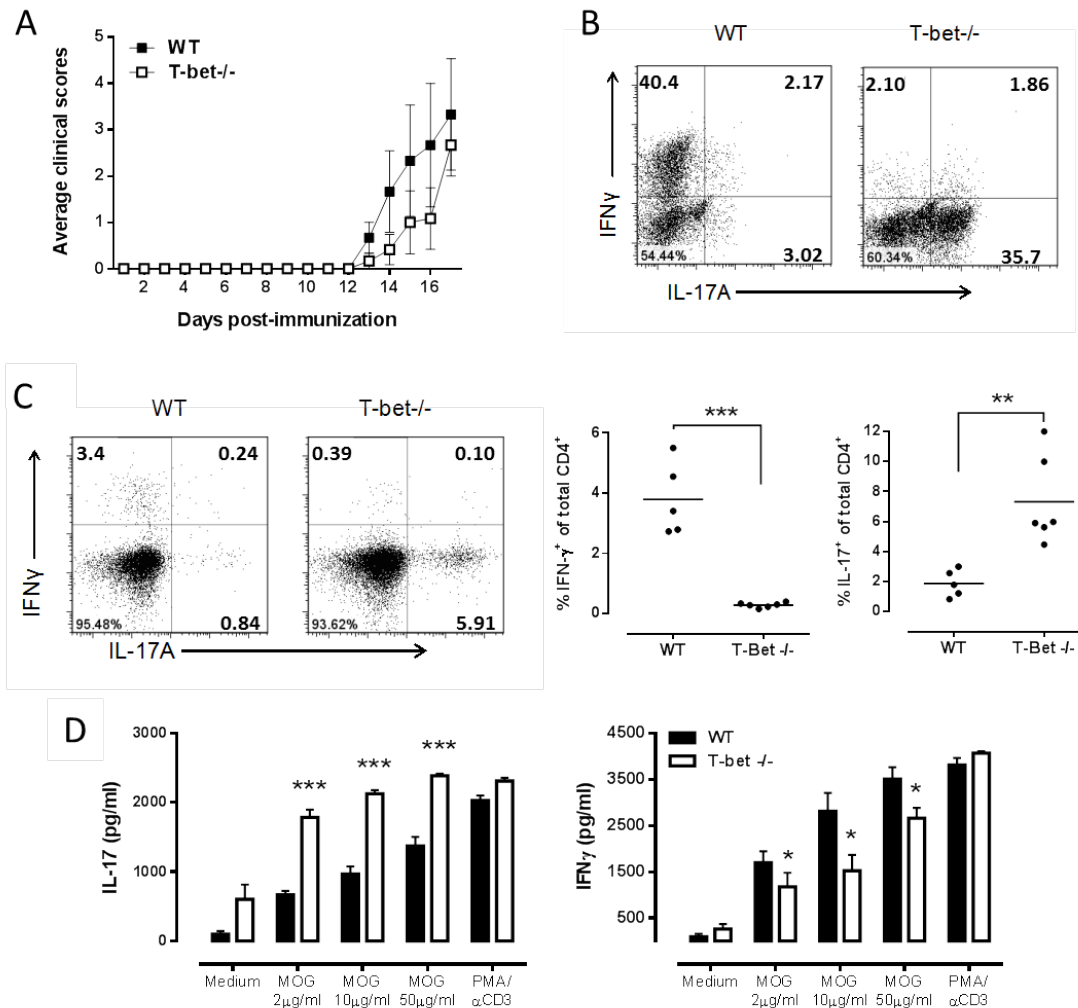 A
WT
T-bet-/-
Average clinical scores
5
4
3
2
1
0
2 4 6 8 10 12 14 16
Days post-immunization
B
WT T-bet-/-
40.4 2.17 2.10 1.86
54.44% 3.02 60.34% 35.7
IFNγ
IL-17A
C
WT T-bet-/-
3.4 0.24 0.39 0.10
95.48% 0.84 93.62% 5.91
IFNγ
IL-17A
% IFN-γ+ of total CD4+
6
4
2
0
***
WT T-Bet -/-
% IL-17+ of total CD4+
12
10
8
6
4
2
0
**
WT T-Bet -/-
D
IL-17 (pg/ml)
3000
2000
1000
0
*** *** ***
Medium MOG MOG MOG PMA/
2μg/ml 10μg/ml 50μg/ml αCD3
IFN-γ (pg/ml)
4500
3500
2500
1500
500
WT
T-bet -/-
* * *
Medium MOG MOG MOG PMA/
2μg/ml 10μg/ml 50μg/ml αCD3